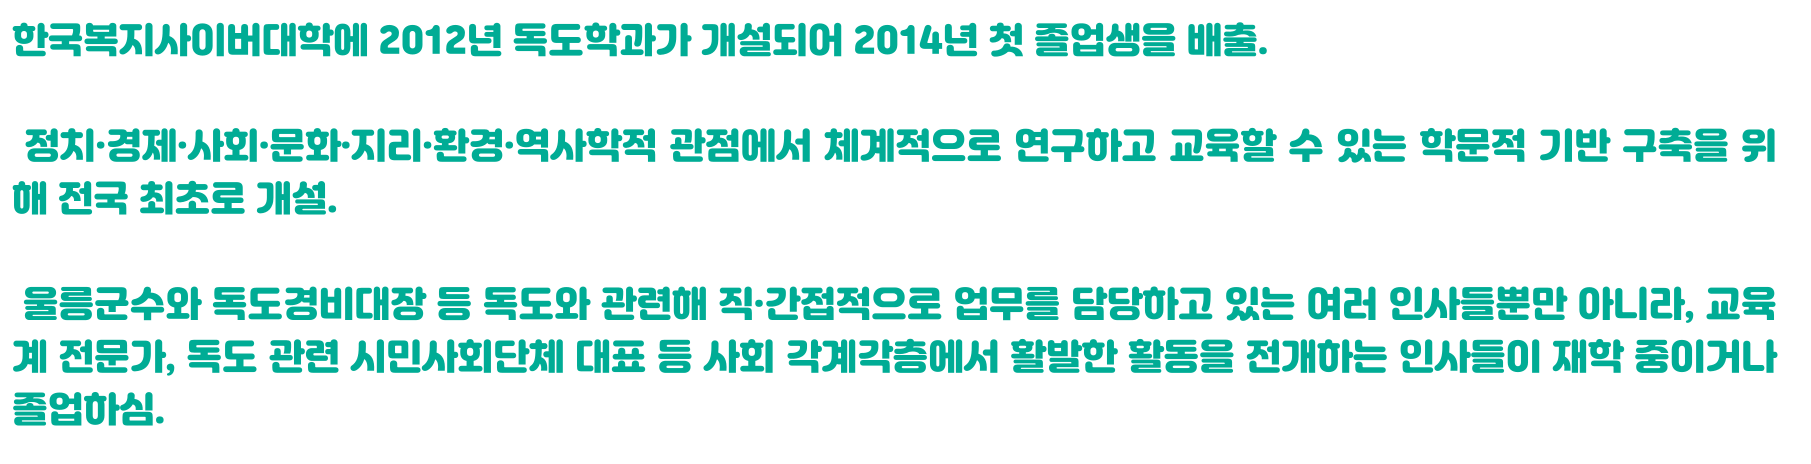 한국복지사이버대학에 2012년 독도학과가 개설되어 2014년 첫 졸업생을 배출.
정치·경제·사회·문화·지리·환경·역사학적 관점에서 체계적으로 연구하고 교육할 수 있는 학문적 기반 구축을 위
해 전국 최초로 개설.
울릉군수와 독도경비대장 등 독도와 관련해 직·간접적으로 업무를 담당하고 있는 여러 인사들뿐만 아니라, 교육
계 전문가, 독도 관련 시민사회단체 대표 등 사회 각계각층에서 활발한 활동을 전개하는 인사들이 재학 중이거나
졸업하심.